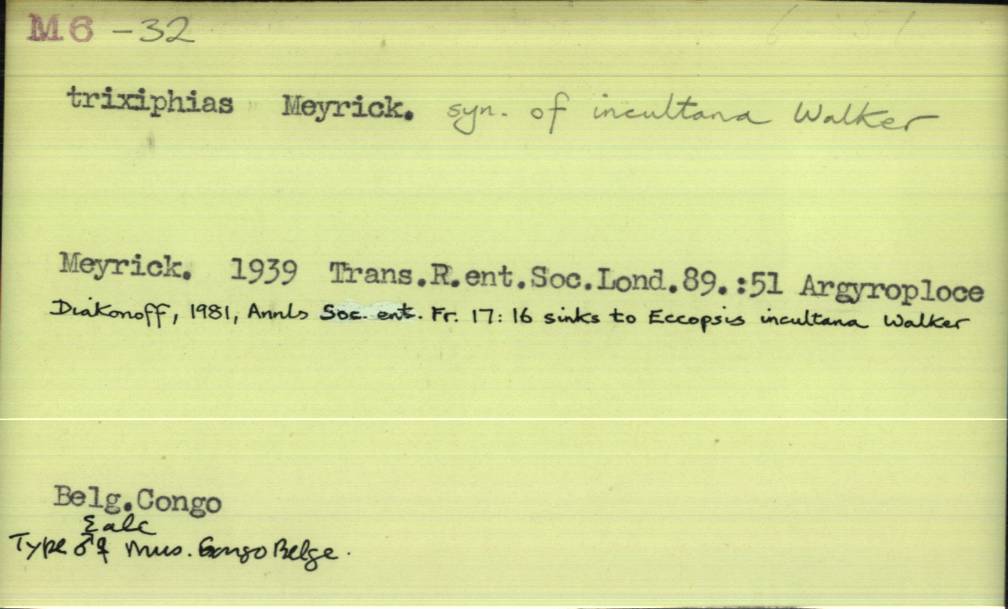 M6 -32
trixiphias Meyrick. syn. of incultana Walker
Meyrick. 1939 Trans.R.ent.Soc.Lond.89.:51 Argyroploce
Diakonoff, 1981, Annls Soc. ent. Fr. 17: 16 sinks to Eccopsis incultana Walker
Belg.Congo
Eala
Type ♂♀ Mus. Congo Belge.